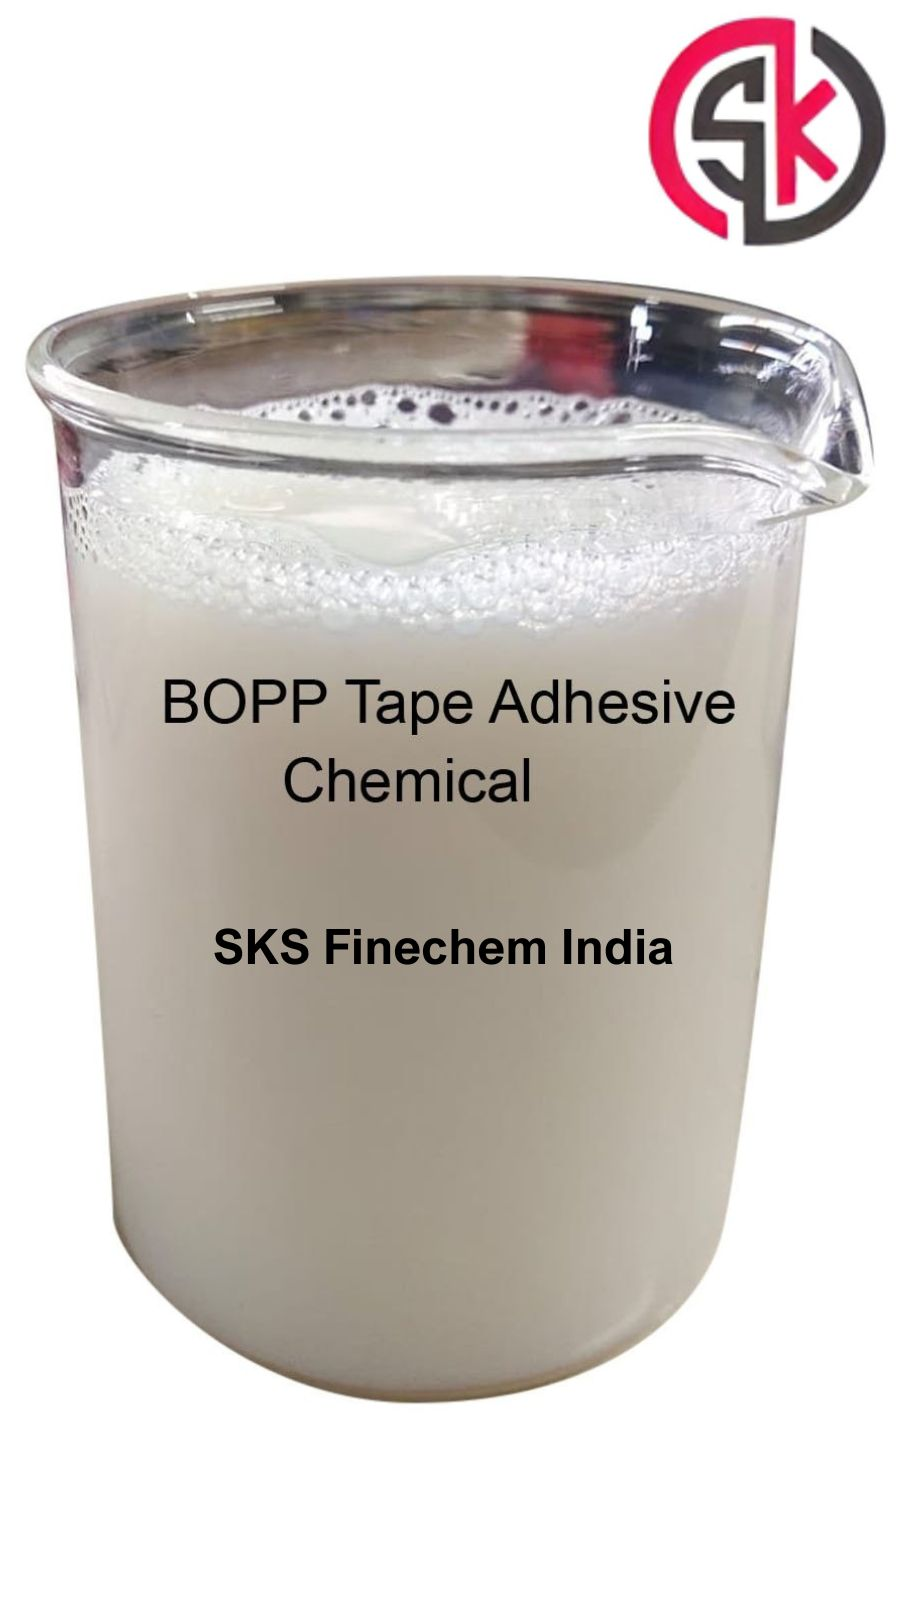 SK
BOPP Tape Adhesive
Chemical
SKS Finechem India